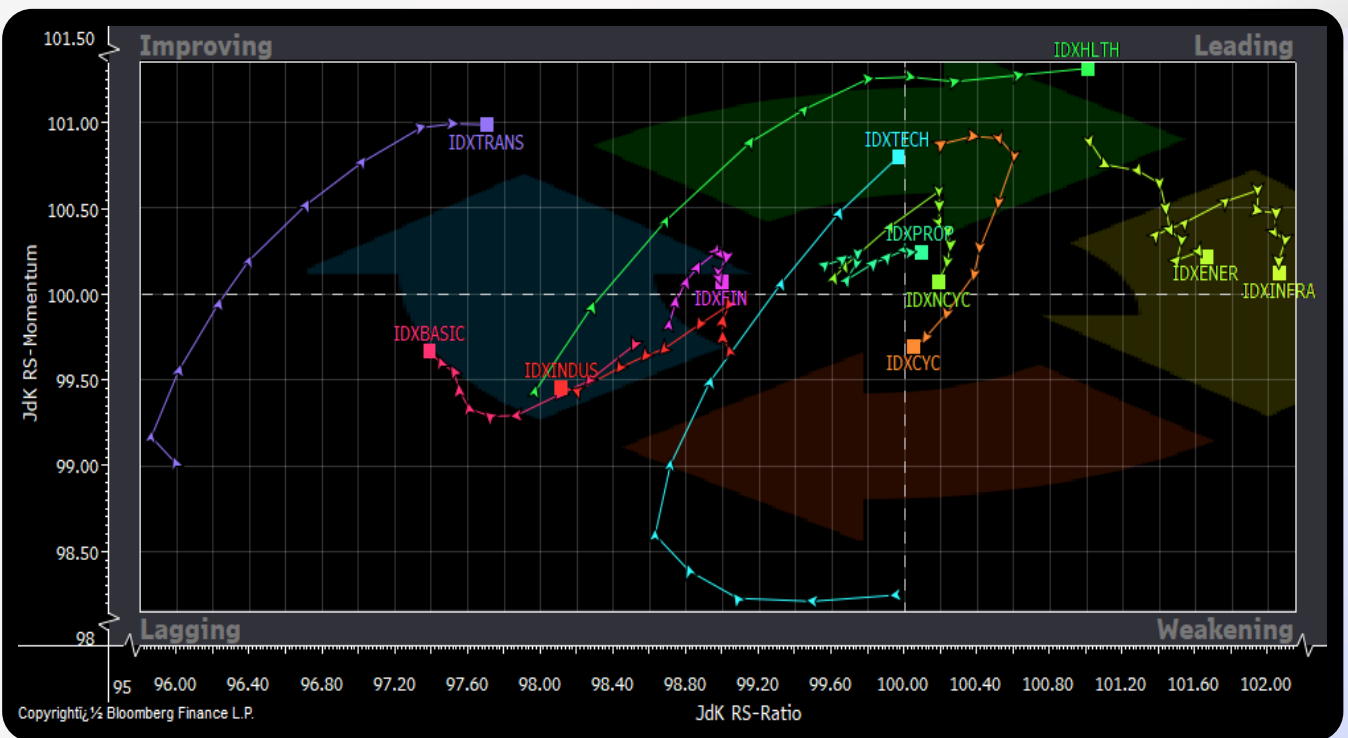 101.50
Improving
Leading
IDXHLTH
101.00
IDXTRANS
IDXTECH
100.50
JdK RS-Momentum
IDXPROP
IDXENER
100.00
IDXFIN
IDXNCYC
IDXINFRA
IDXBASIC
IDXCYC
IDXINDUS
99.50
99.00
98.50
98
Lagging
Weakening
95 96.00 96.40 96.80 97.20 97.60 98.00 98.40 98.80 99.20 99.60 100.00 100.40 100.80 101.20 101.60 102.00
Copyrightï¿½ Bloomberg Finance L.P.
JdK RS-Ratio